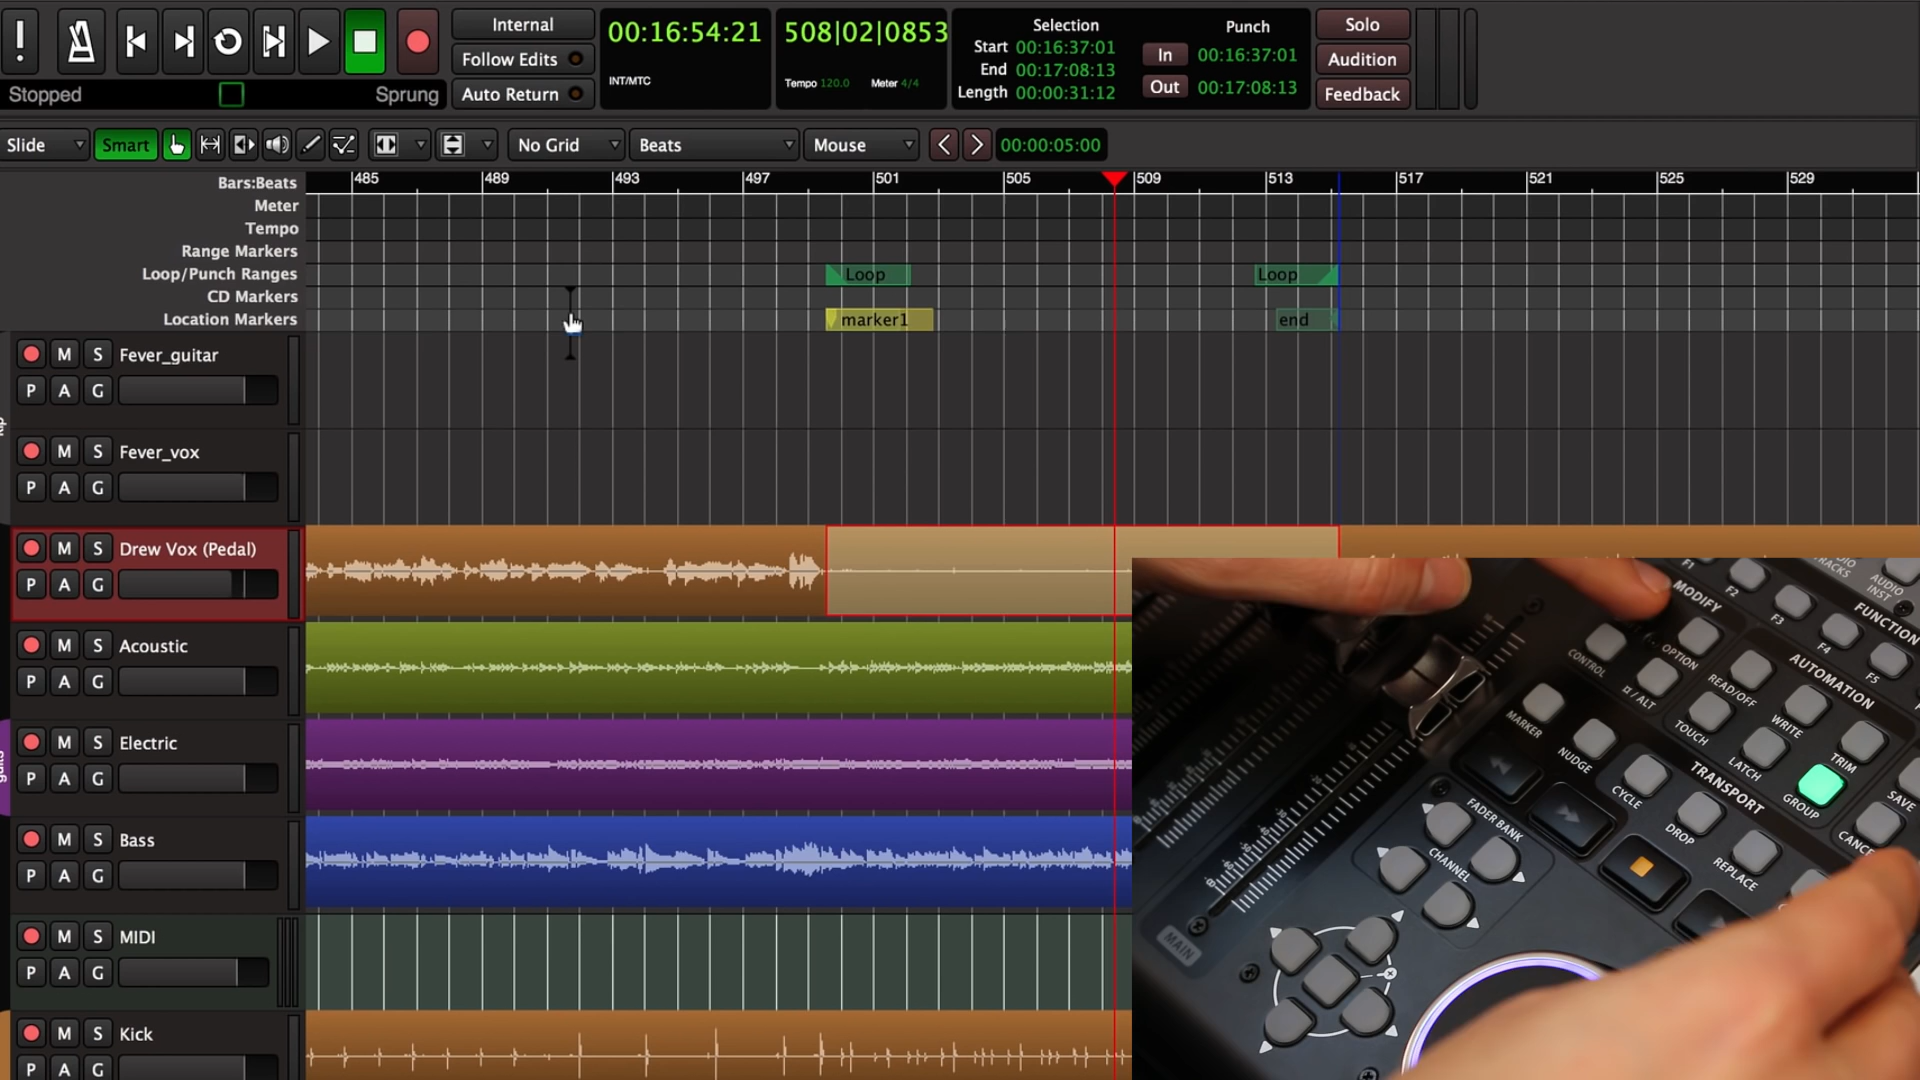 Internal
Follow Edits
Auto Return
Stopped
Sprung
00:16:54:21
INT/MTC
508|02|0853
Tempo 120.0 Meter 4/4
Selection
Start 00:16:37:01
End 00:17:08:13
Length 00:00:31:12
Punch
In 00:16:37:01
Out 00:17:08:13
Solo
Audition
Feedback
Slide
Smart
No Grid
Beats
Mouse
00:00:05:00
Bars:Beats
485 489 493 497 501 505 509 513 517 521 525 529
Meter
Tempo
Range Markers
Loop/Punch Ranges
Loop
Loop
CD Markers
Location Markers
marker1
end
M S Fever_guitar
P A G
M S Fever_vox
P A G
M S Drew Vox (Pedal)
P A G
M S Acoustic
P A G
M S Electric
P A G
M S Bass
P A G
M S MIDI
P A G
M S Kick
P A G
F1
F2
F3
F4
F5
MODIFY
FUNCTION
CONTROL
OPTION
⌘/ALT
AUTOMATION
READ/OFF
WRITE
TOUCH
LATCH
TRIM
GROUP
SAVE
MARKER
NUDGE
TRANSPORT
CYCLE
DROP
REPLACE
FADER BANK
CHANNEL
MAIN